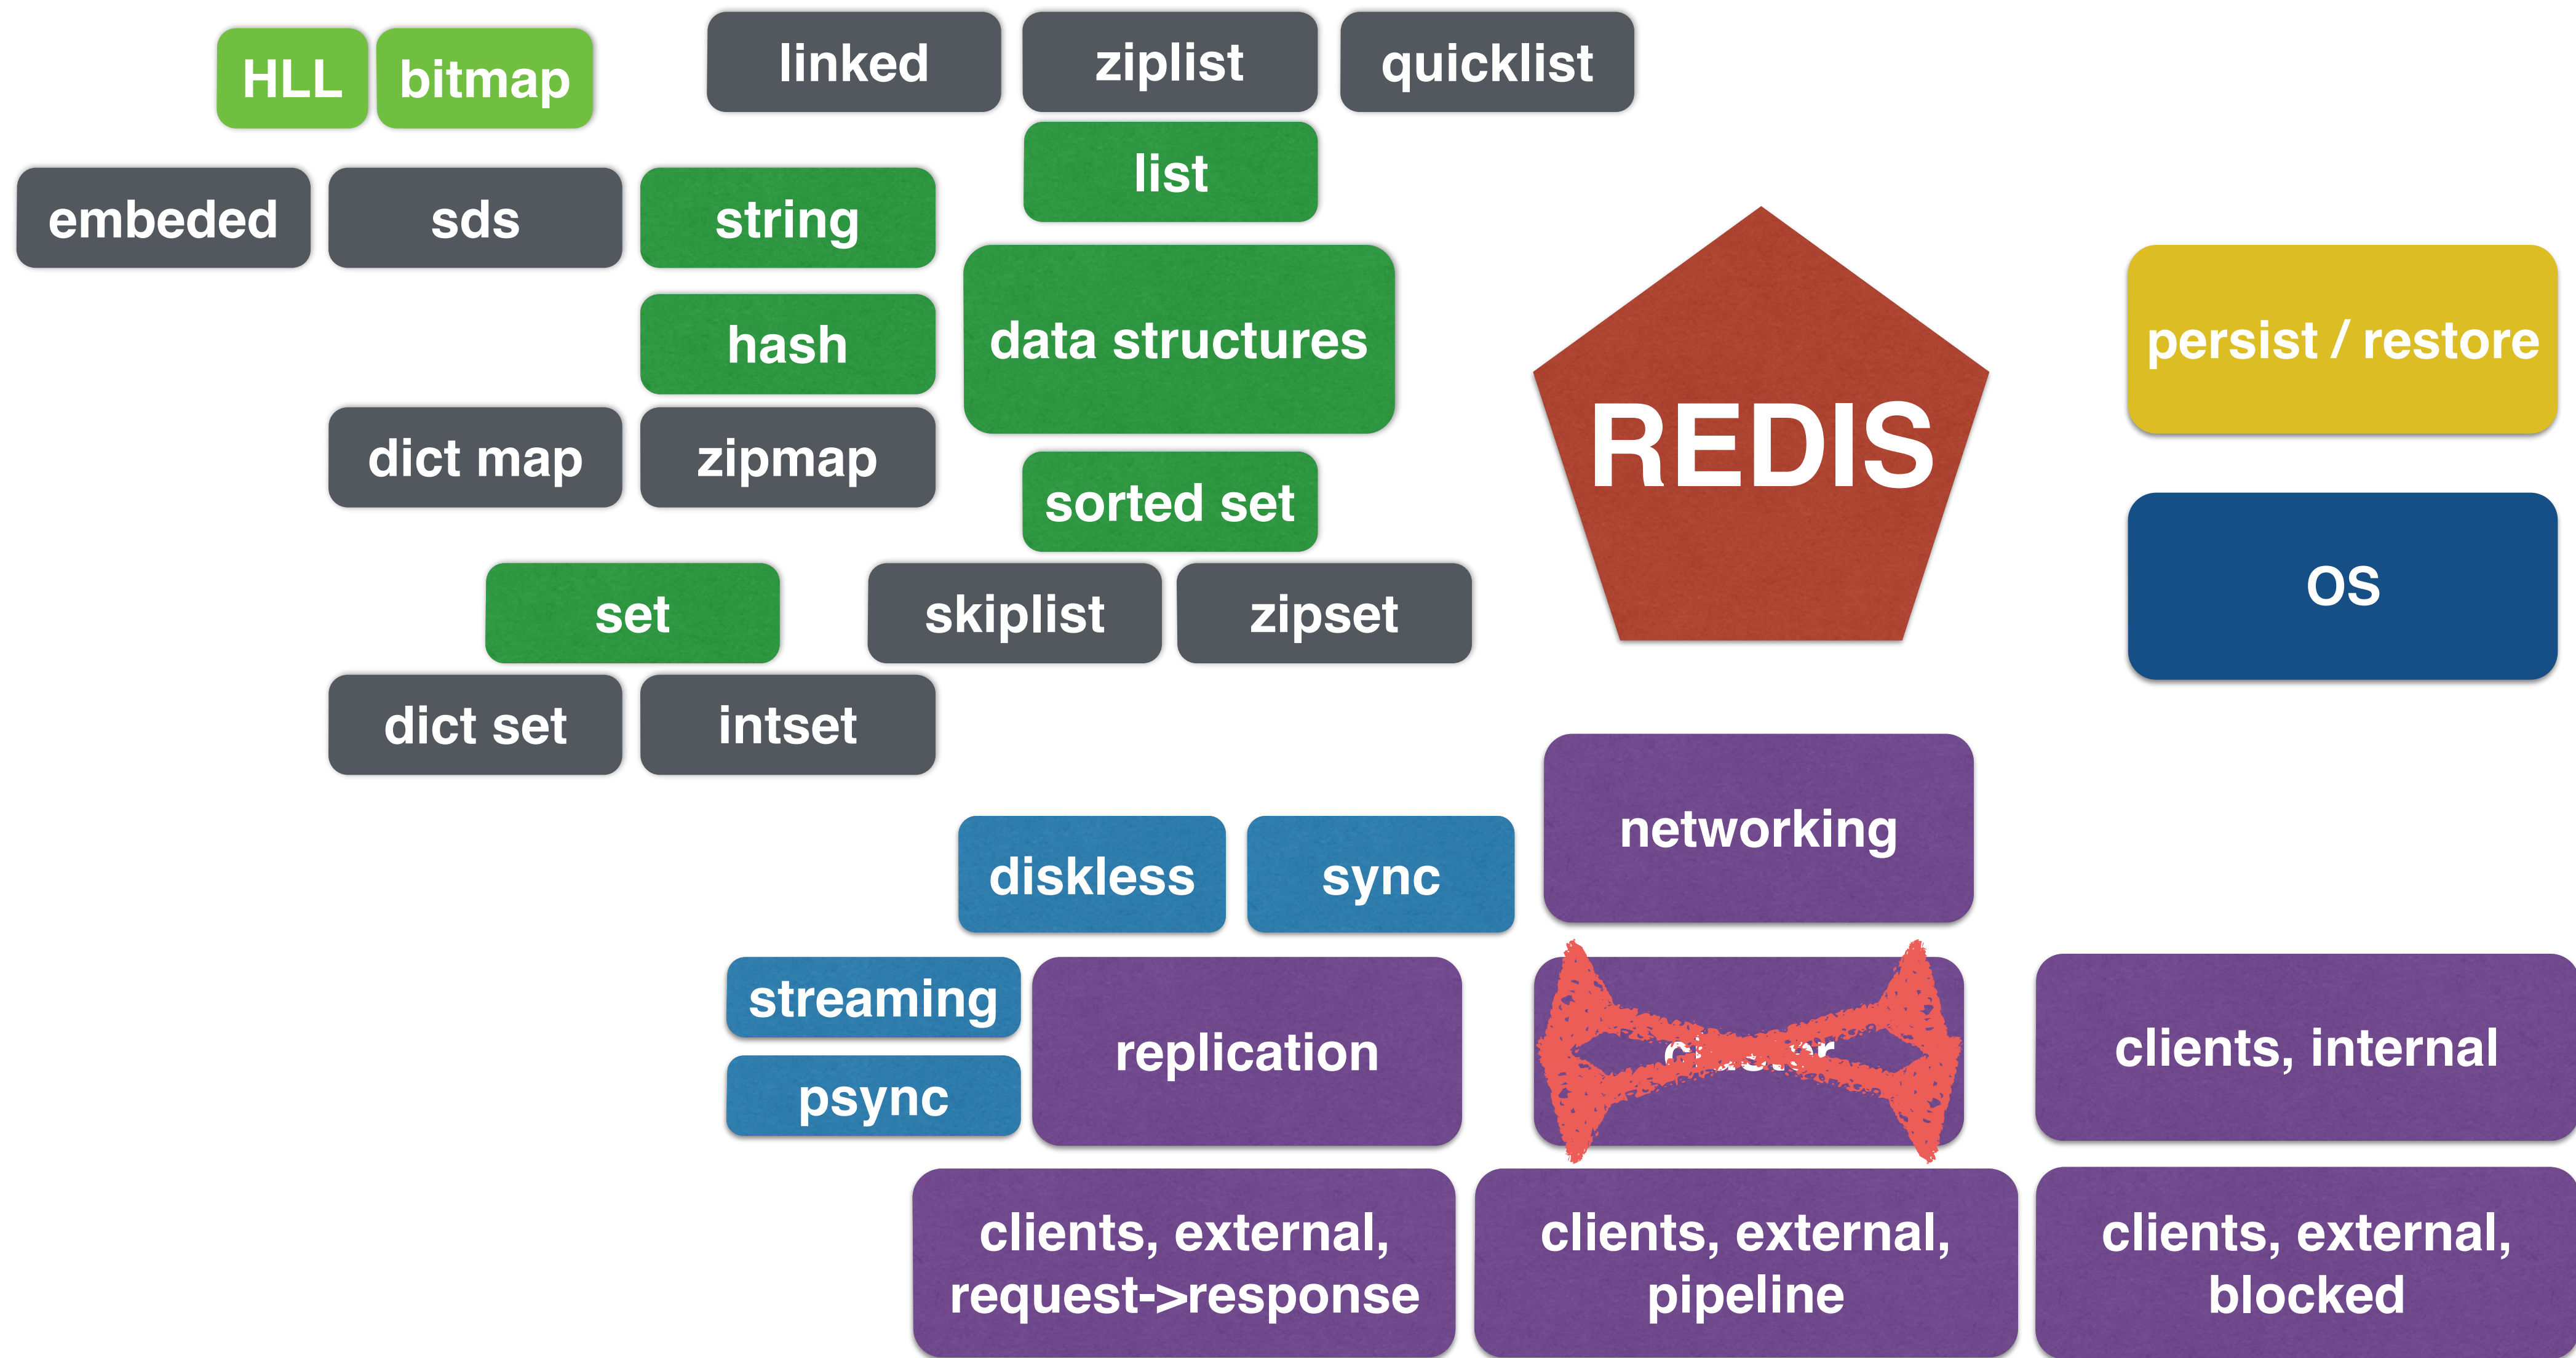 linked
ziplist
quicklist
HLL
bitmap
list
embeded
sds
string
hash
data structures
persist / restore
REDIS
dict map
zipmap
sorted set
OS
set
skiplist
zipset
dict set
intset
networking
diskless
sync
streaming
replication
clients, internal
psync
clients, external,
request->response
clients, external,
pipeline
clients, external,
blocked